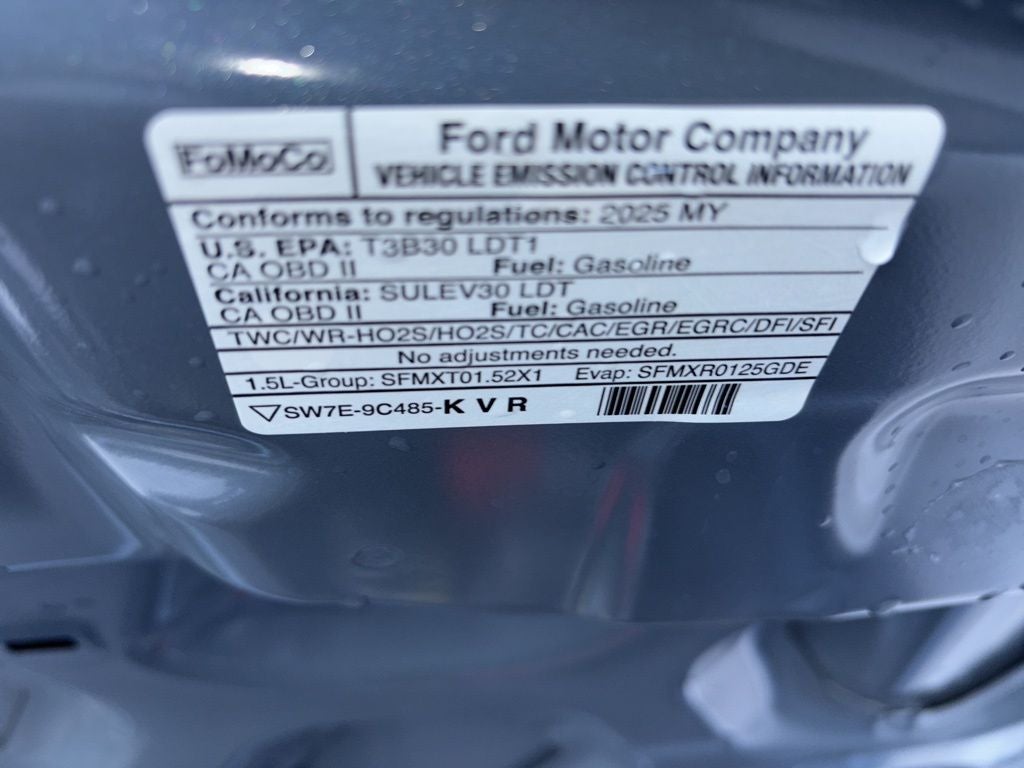 FoMoCo
Ford Motor Company
VEHICLE EMISSION CONTROL INFORMATION
Conforms to regulations: 2025 MY
U.S. EPA: T3B30 LDT1
CA OBD II Fuel: Gasoline
California: SULEV30 LDT
CA OBD II Fuel: Gasoline
TWC/WR-HO2S/HO2S/TC/CAC/EGR/EGRC/DFI/SFI
No adjustments needed.
1.5L-Group: SFMXT01.52X1 Evap: SFMXR0125GDE
SW7E-9C485-K V R